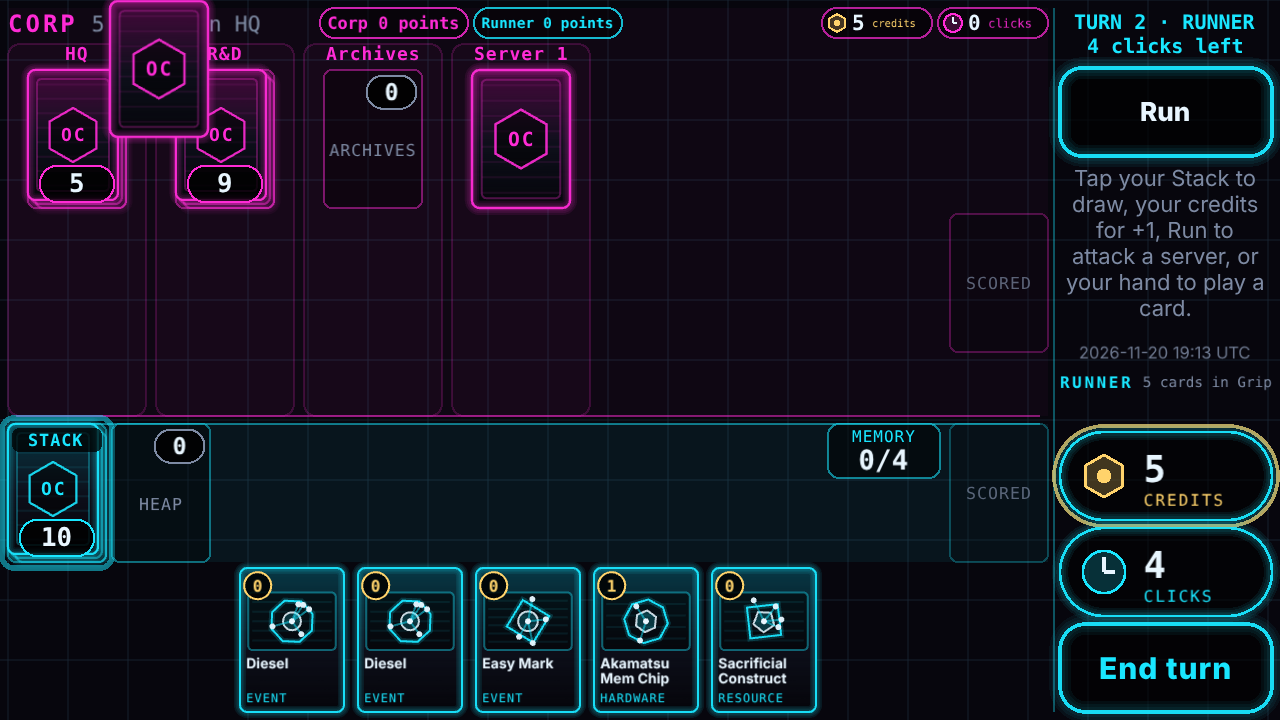 CORP 5 n HQ
Corp 0 points
Runner 0 points
5 credits
0 clicks
TURN 2 · RUNNER
4 clicks left
HQ
R&D
Archives
Server 1
OC
OC
OC
OC
5
9
0
ARCHIVES
SCORED
Run
Tap your Stack to
draw, your credits
for +1, Run to
attack a server, or
your hand to play a
card.
2026-11-20 19:13 UTC
RUNNER 5 cards in Grip
STACK
OC
10
0
HEAP
MEMORY
0/4
SCORED
5
CREDITS
4
CLICKS
End turn
0
Diesel
EVENT
0
Diesel
EVENT
0
Easy Mark
EVENT
1
Akamatsu
Mem Chip
HARDWARE
0
Sacrificial
Construct
RESOURCE